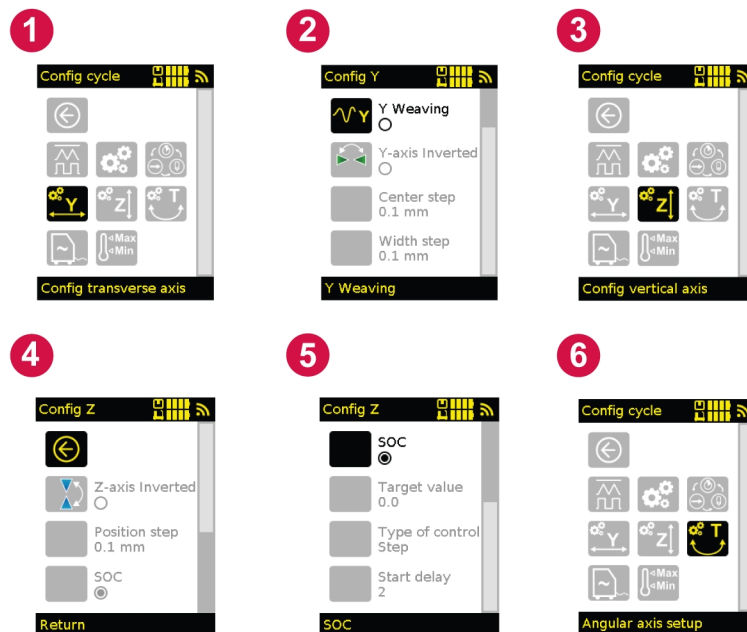 1
2
3
Config cycle
Y
Z
T
~
Max
Min
Config transverse axis
Config Y
Y
Y Weaving
Y-axis Inverted
Center step
0.1 mm
Width step
0.1 mm
Y Weaving
Config cycle
Y
Z
T
~
Max
Min
Config vertical axis
4
5
6
Config Z
Z-axis Inverted
Position step
0.1 mm
SOC
Return
Config Z
SOC
Target value
0.0
Type of control
Step
Start delay
2
SOC
Config cycle
Y
Z
T
~
Max
Min
Angular axis setup